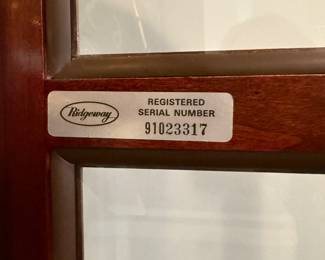 Ridgeway
REGISTERED
SERIAL NUMBER
91023317